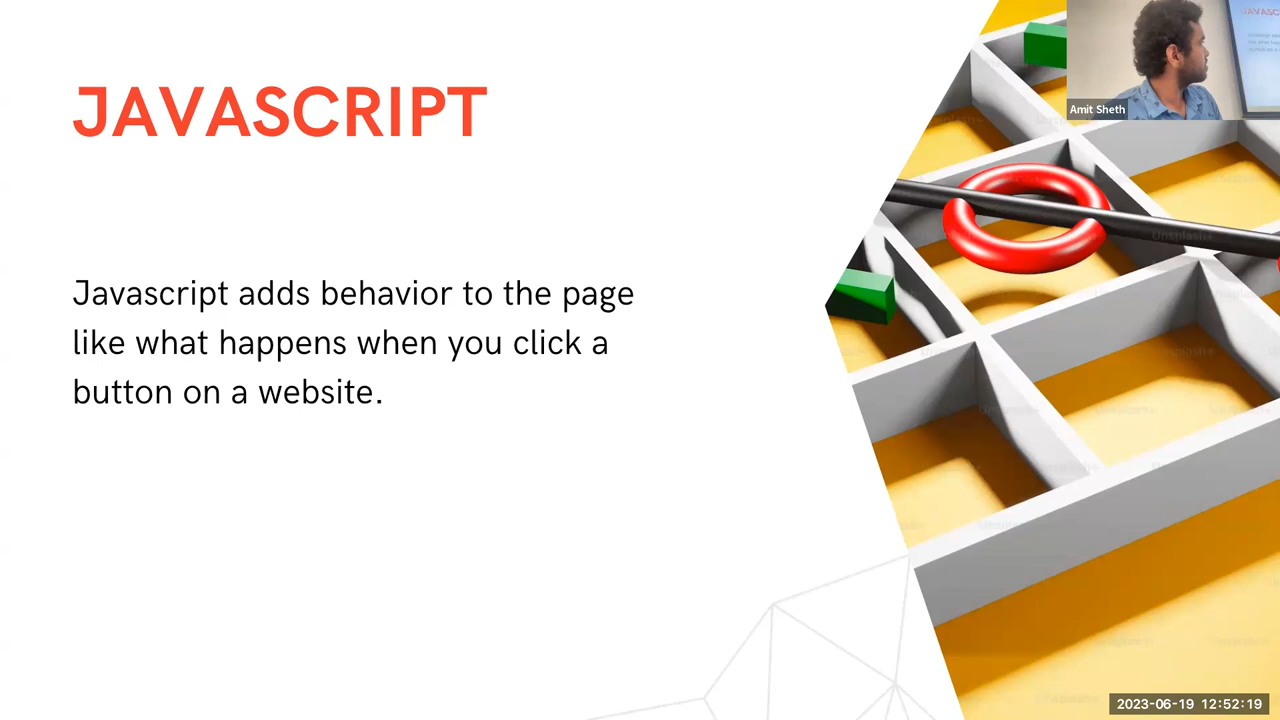 JAVASCRIPT
Javascript adds behavior to the page
like what happens when you click a
button on a website.
Amit Sheth
Unsplash+
2023-06-19 12:52:19